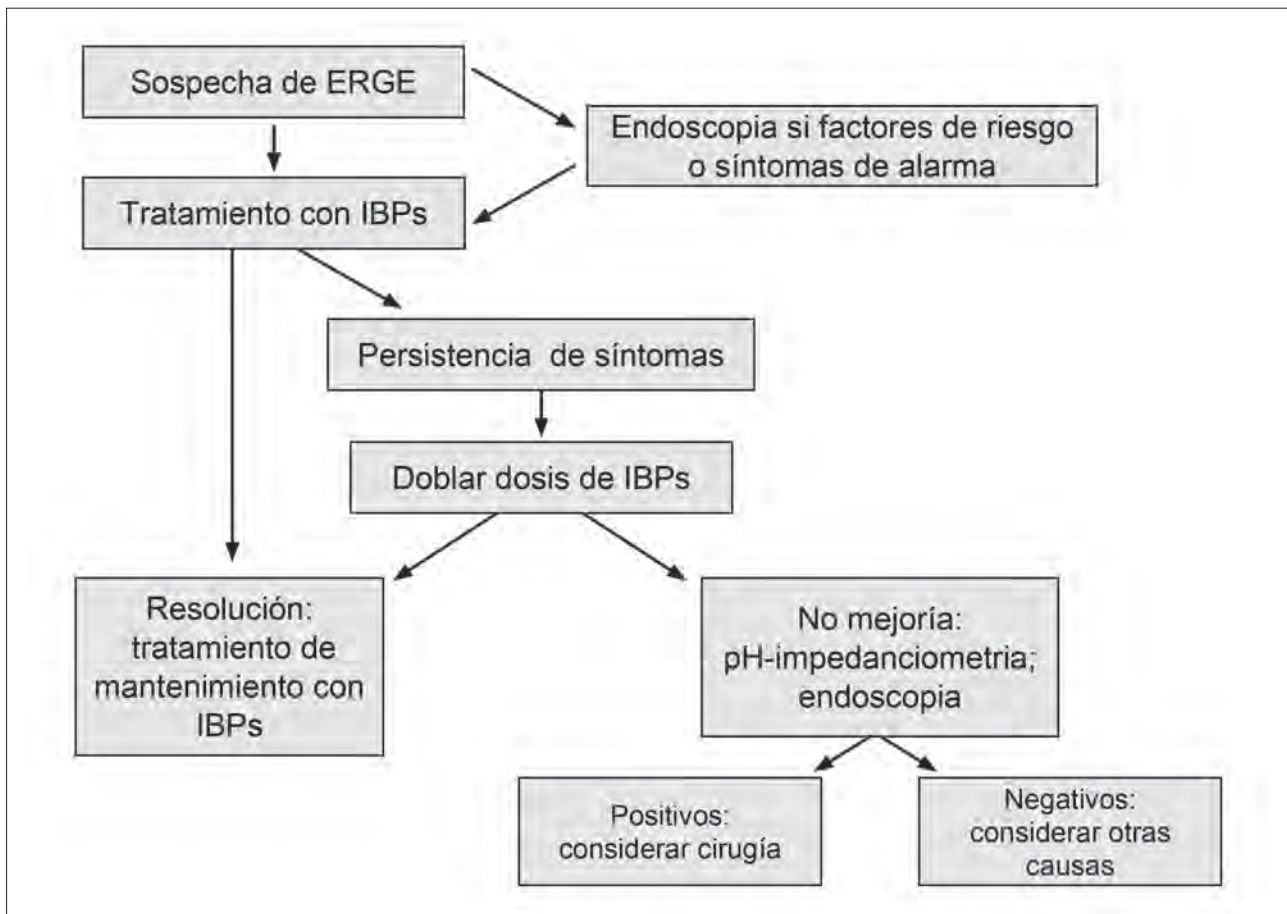 Sospecha de ERGE
Endoscopia si factores de riesgo
o síntomas de alarma
Tratamiento con IBPs
Persistencia de síntomas
Doblar dosis de IBPs
Resolución:
tratamiento de
mantenimiento con
IBPs
No mejoría:
pH-impedanciometria;
endoscopia
Positivos:
considerar cirugía
Negativos:
considerar otras
causas